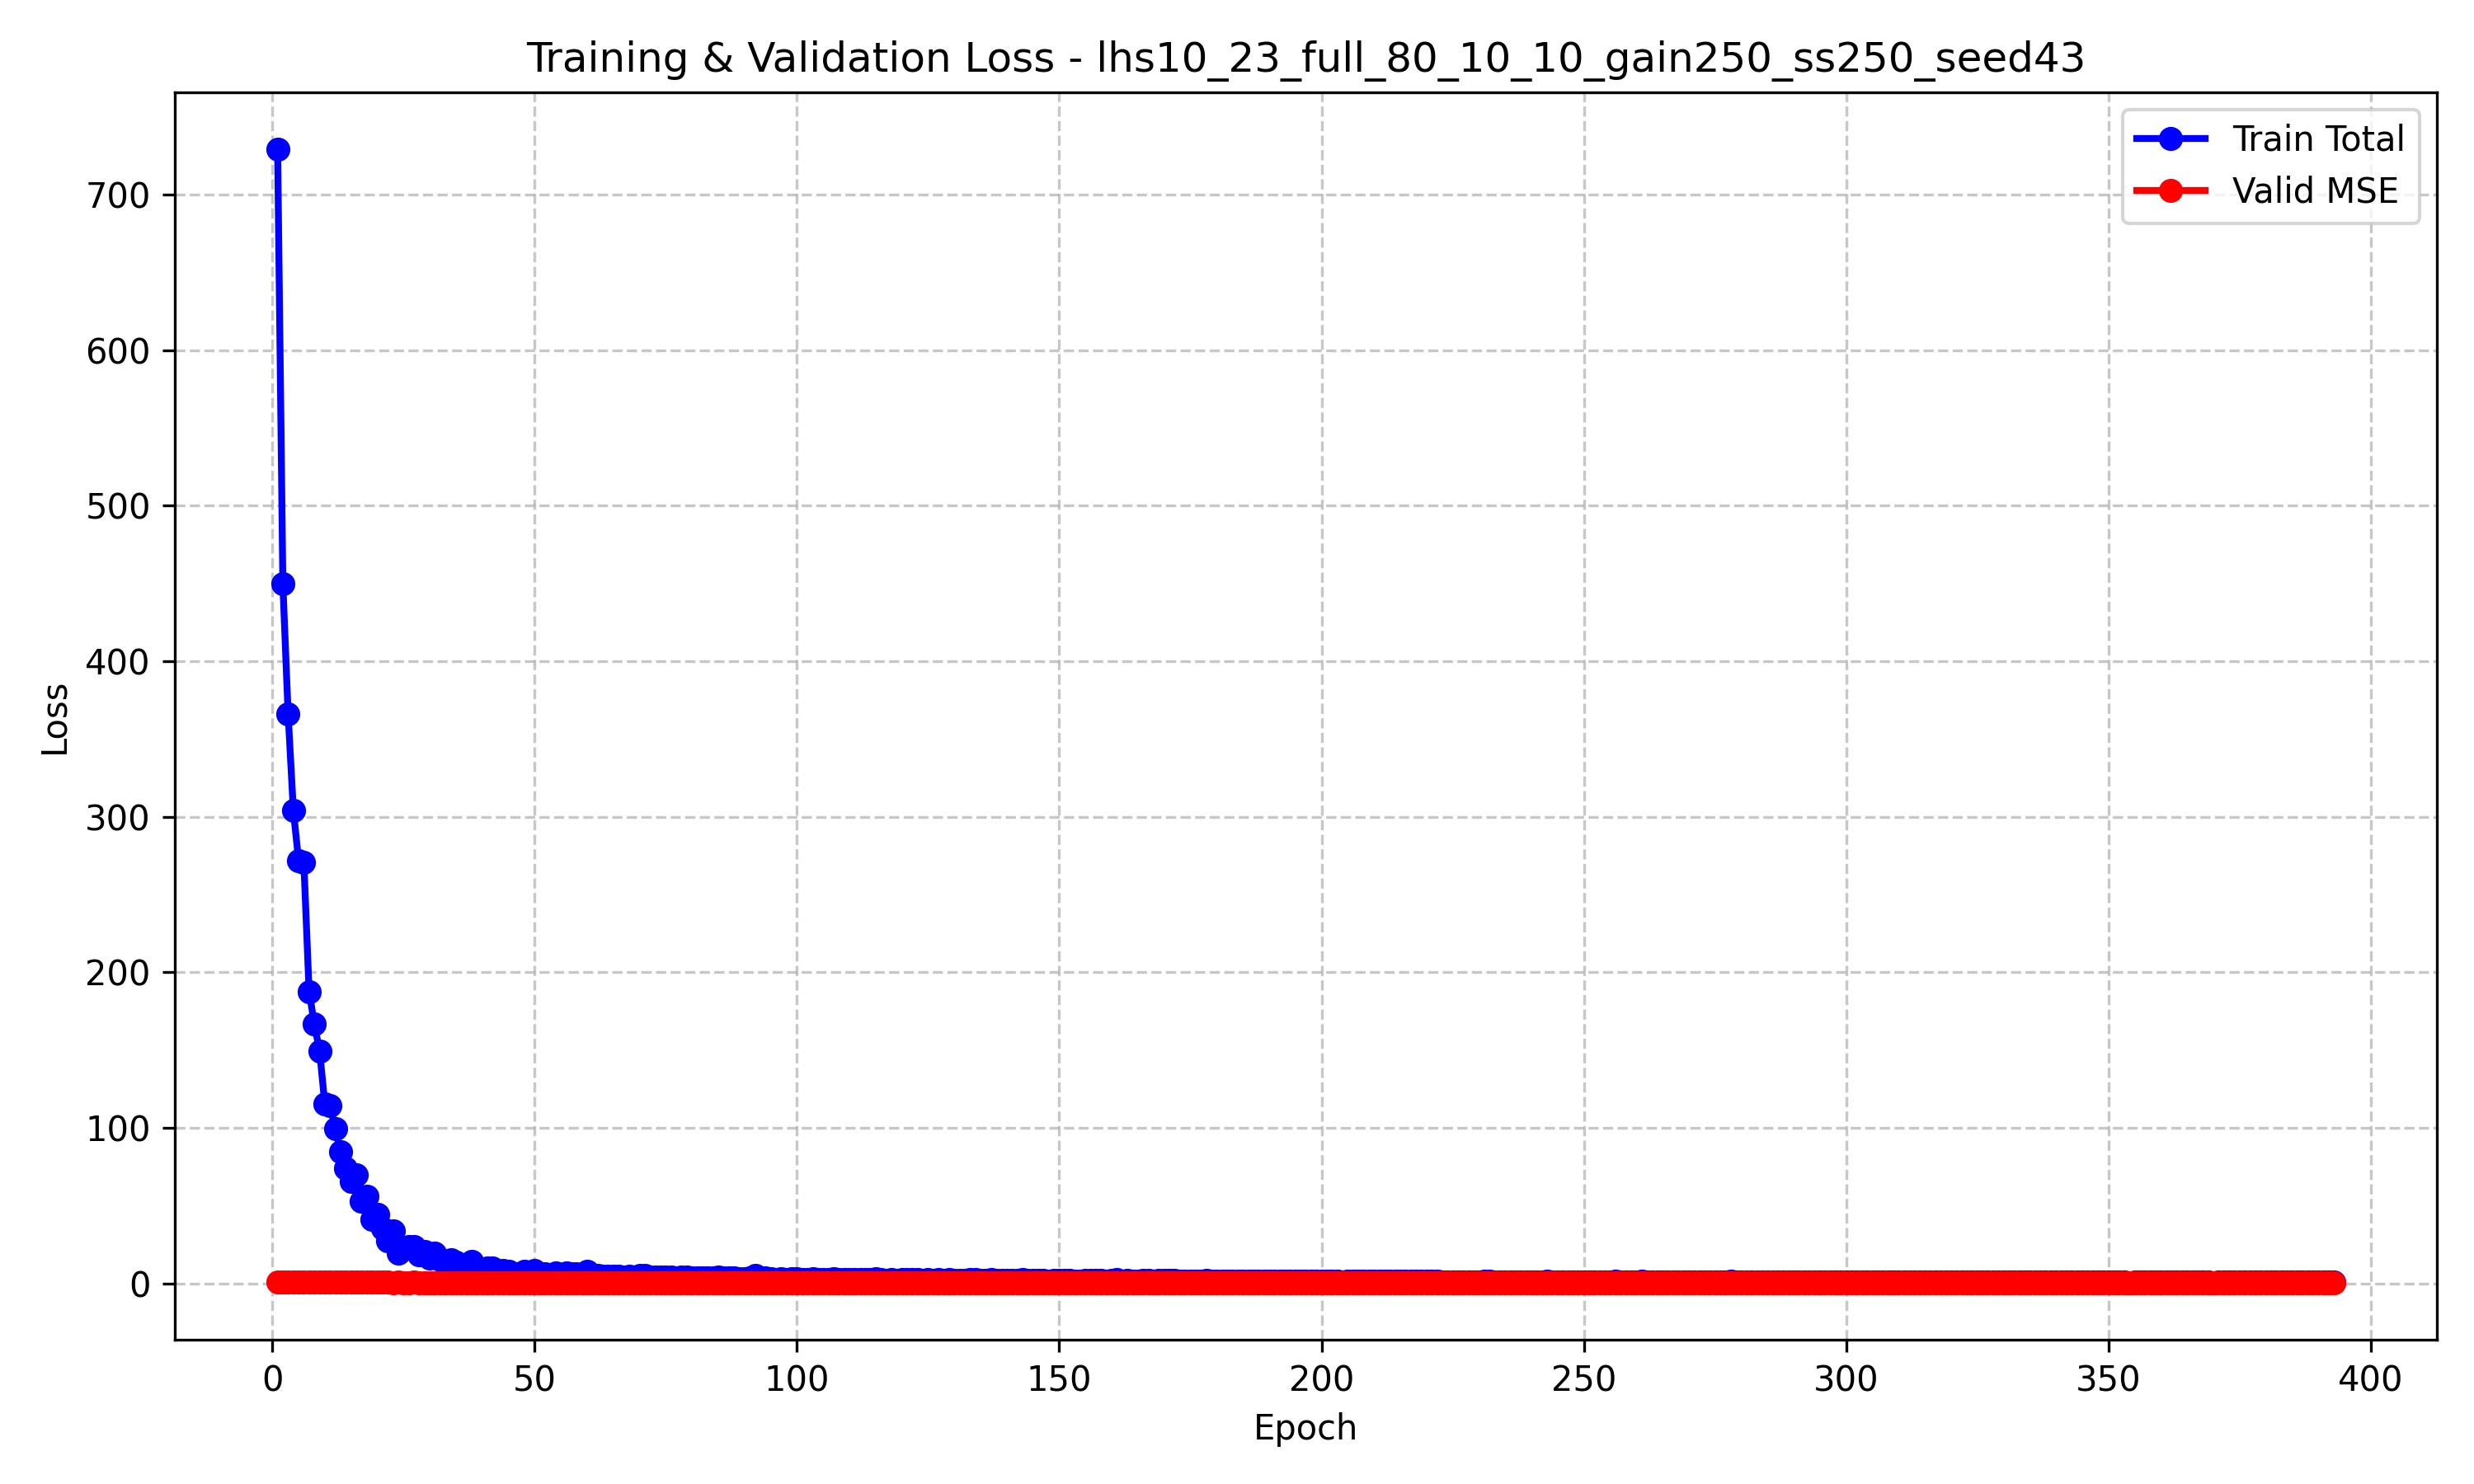 Training & Validation Loss - lhs10_23_full_80_10_10_gain250_ss250_seed43
Train Total
Valid MSE
700
600
500
400
300
200
100
0
Loss
0 50 100 150 200 250 300 350 400
Epoch